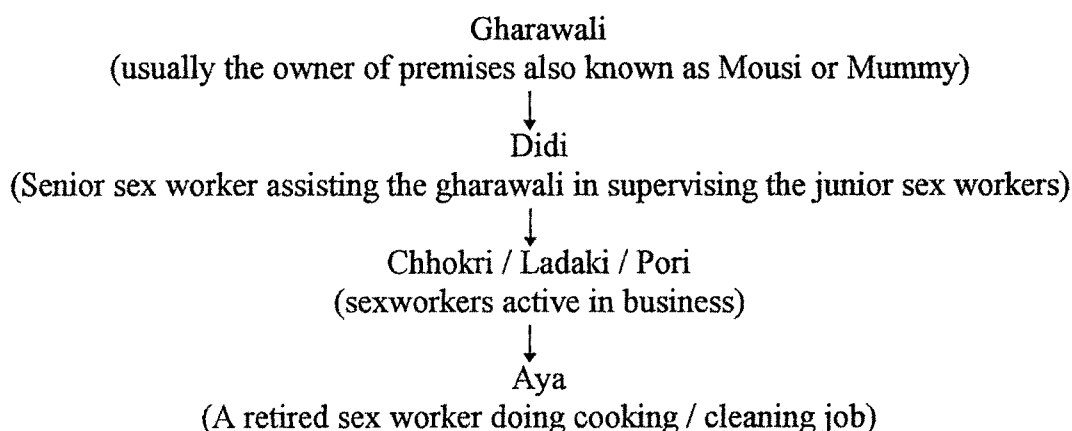 Gharawali
(usually the owner of premises also known as Mousi or Mummy)
Didi
(Senior sex worker assisting the gharawali in supervising the junior sex workers)
Chhokri / Ladaki / Pori
(sexworkers active in business)
Aya
(A retired sex worker doing cooking / cleaning job)